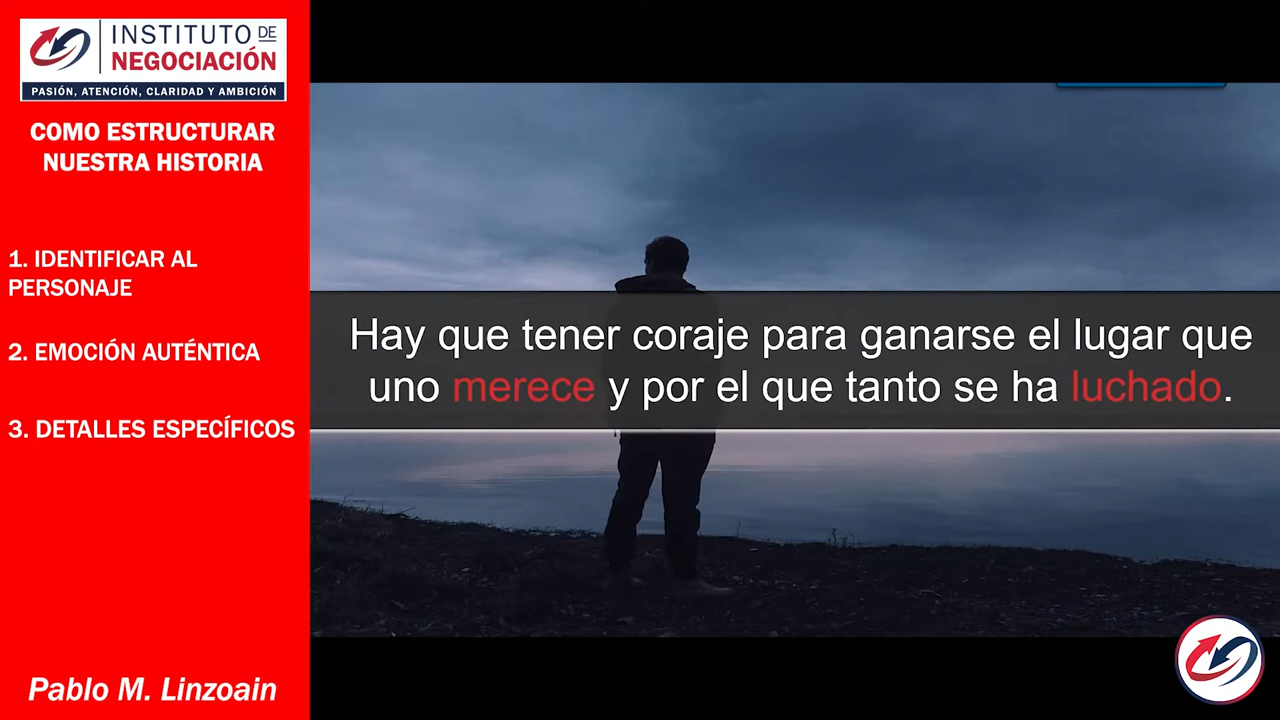 INSTITUTO DE
NEGOCIACIÓN
PASIÓN, ATENCIÓN, CLARIDAD Y AMBICIÓN
COMO ESTRUCTURAR
NUESTRA HISTORIA
1. IDENTIFICAR AL
PERSONAJE
2. EMOCIÓN AUTÉNTICA
3. DETALLES ESPECÍFICOS
Pablo M. Linzoain
Hay que tener coraje para ganarse el lugar que
uno merece y por el que tanto se ha luchado.